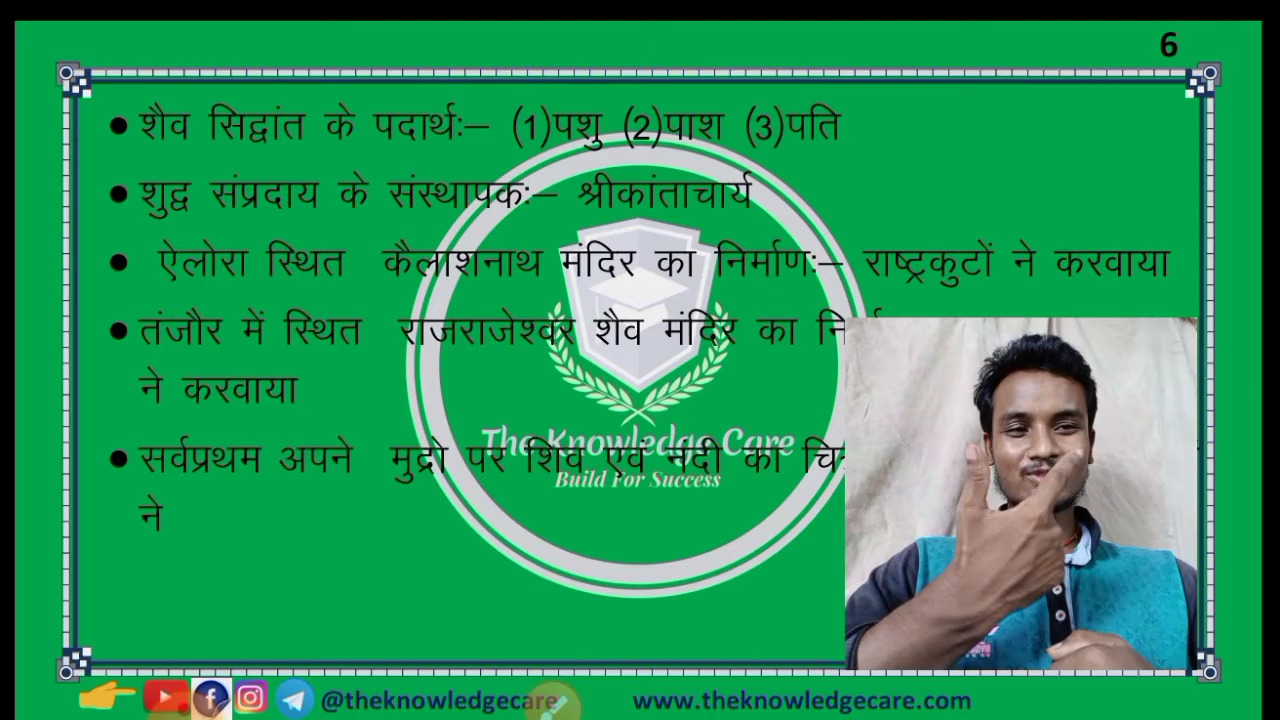 6
• शैव सिद्वांत के पदार्थः– (1)पशु (2)पाश (3)पति
• शुद्व संप्रदाय के संस्थापकः– श्रीकांताचार्य
• ऐलोरा स्थित कैलाशनाथ मंदिर का निर्माणः– राष्ट्रकुटों ने करवाया
• तंजौर में स्थित राजराजेश्वर शैव मंदिर का
ने करवाया
• सर्वप्रथम अपने मुद्रो पर शिव एवं नंदी का
ने
The Knowledge Care
Build For Success
@theknowledgecare www.theknowledgecare.com